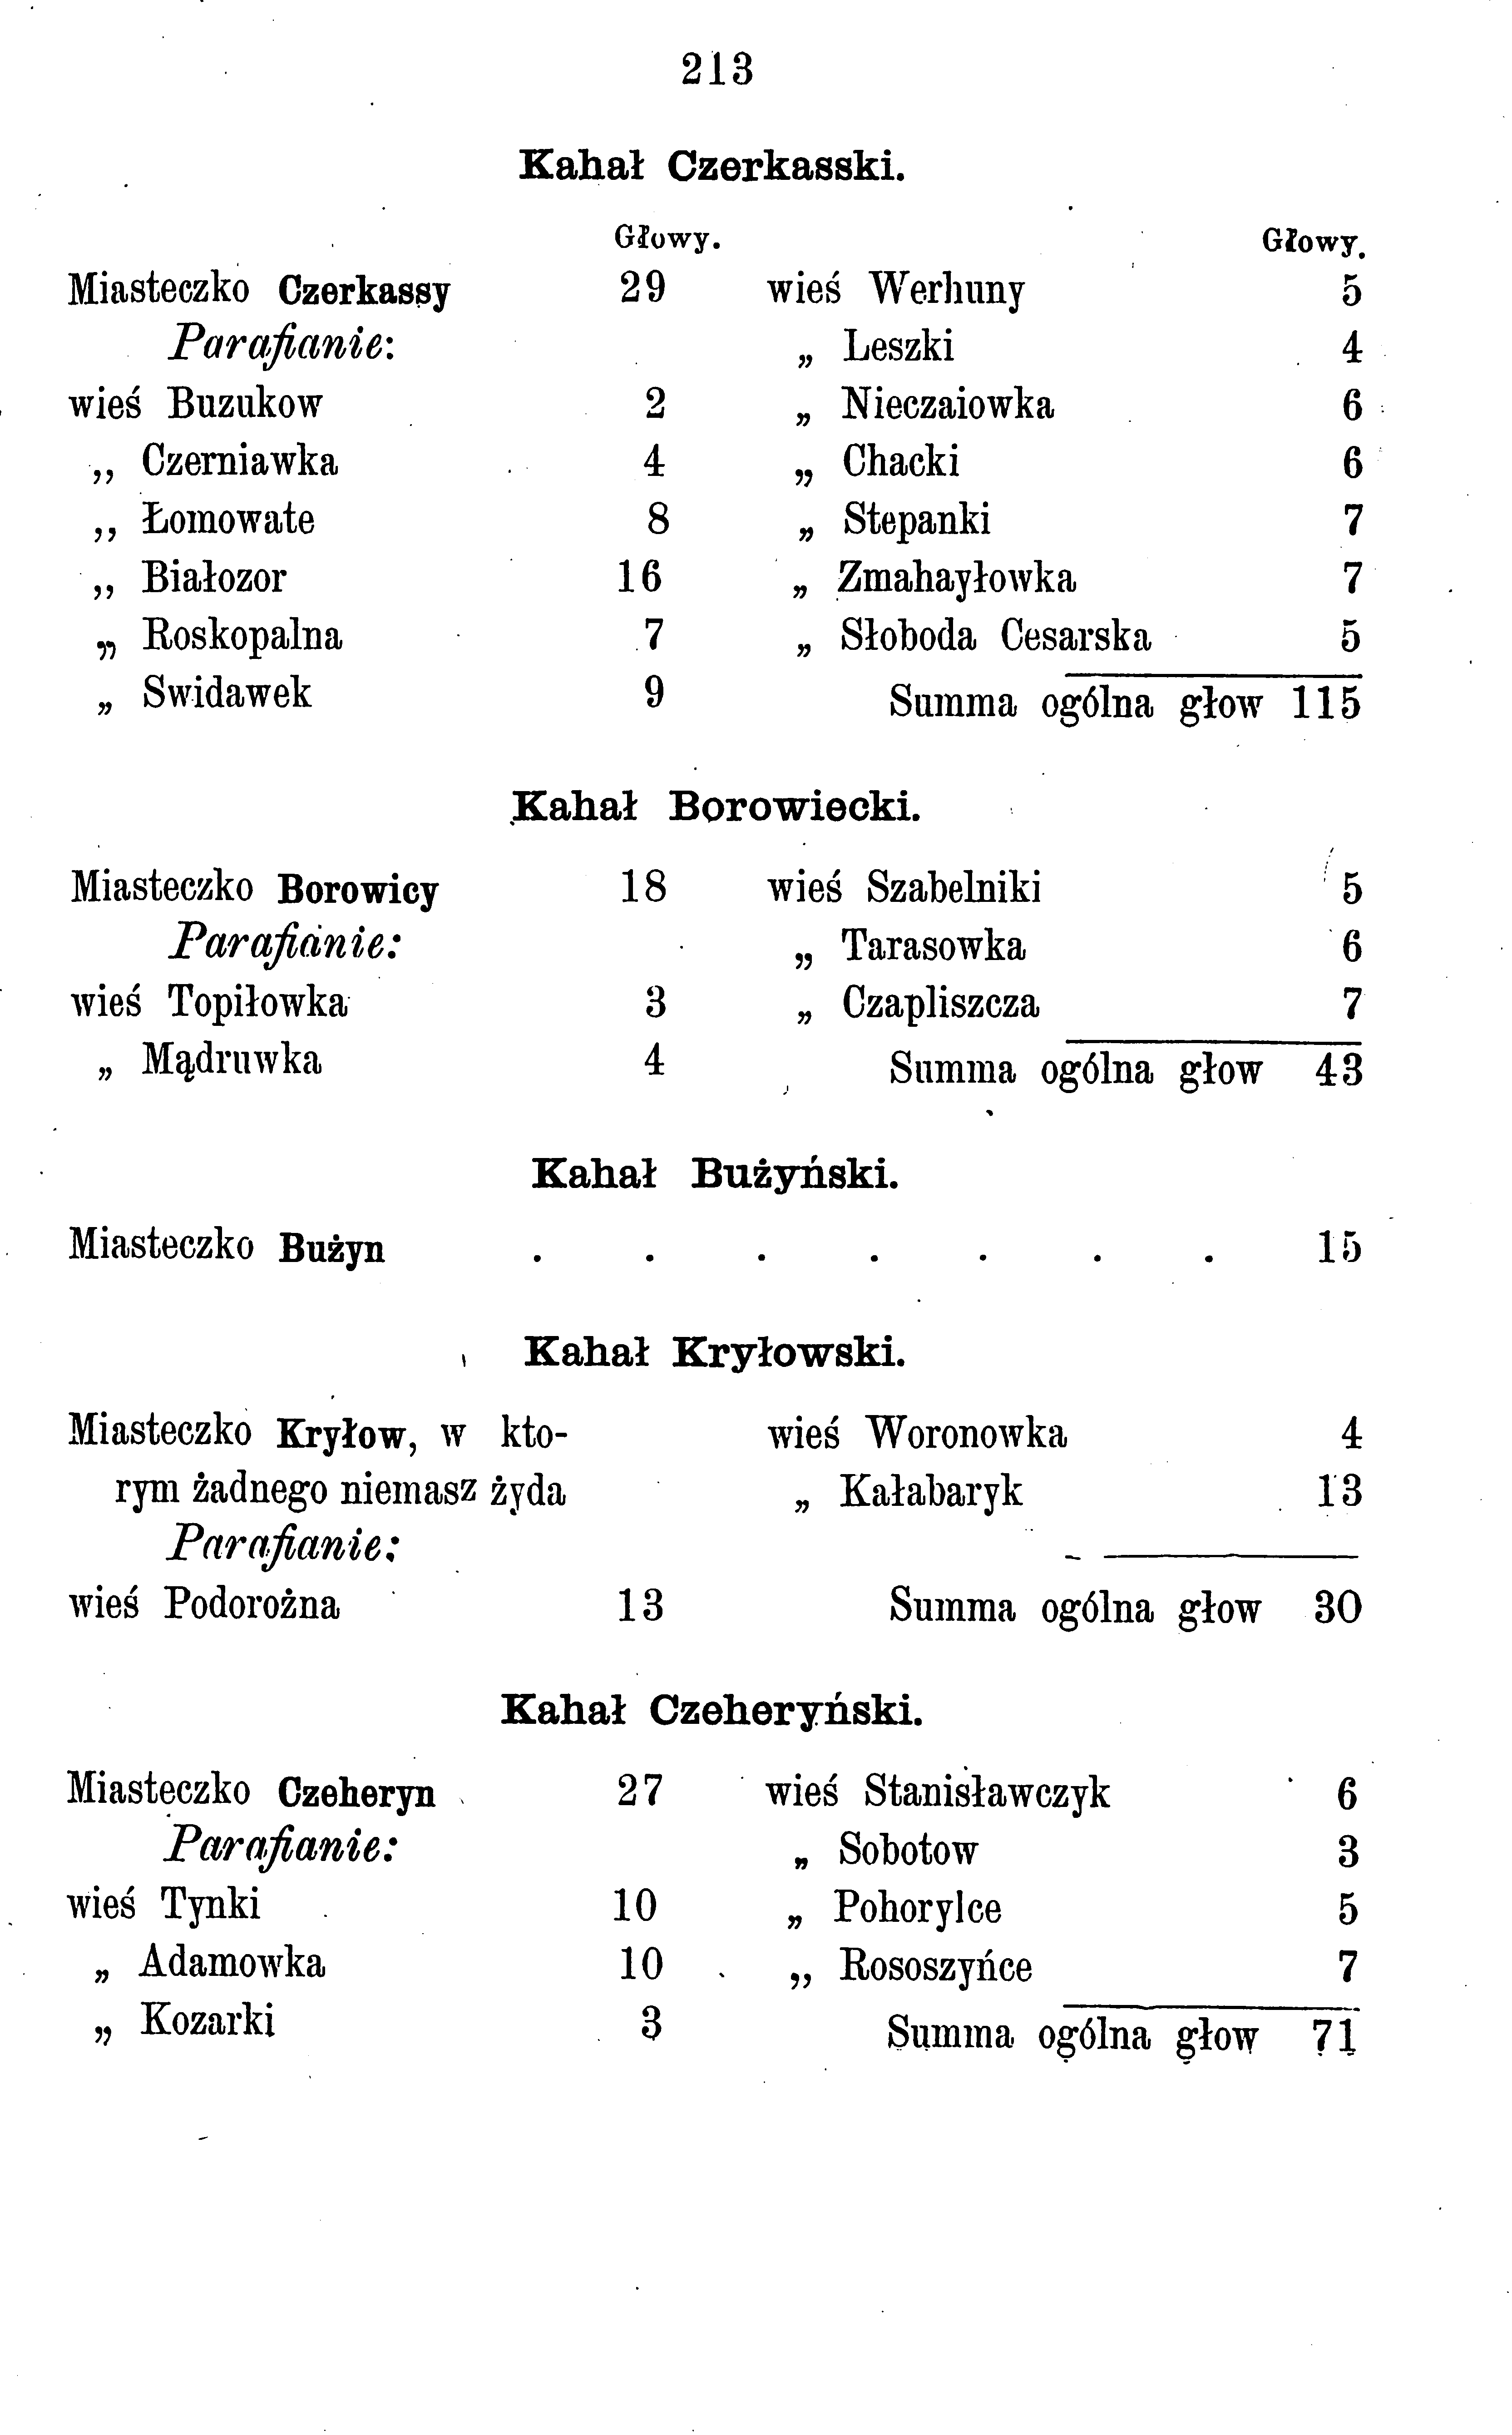 213
Kahał Czerkasski.
Głowy.
Miasteczko Czerkassy 29
Parafianie:
wieś Buzukow 2
,, Czerniawka 4
,, Łomowate 8
,, Białozor 16
„ Roskopalna 7
„ Swidawek 9
Głowy.
wieś Werhuny 5
„ Leszki 4
„ Nieczaiowka 6
„ Chacki 6
„ Stepanki 7
„ Zmahayłowka 7
„ Słoboda Cesarska 5
Summa ogólna głow 115
Kahał Borowiecki.
Miasteczko Borowicy 18
Parafianie:
wieś Topiłowka 3
„ Mądruwka 4
wieś Szabelniki 5
„ Tarasowka 6
„ Czapliszcza 7
Summa ogólna głow 43
Kahał Bużyński.
Miasteczko Bużyn . . . . . . . 15
Kahał Kryłowski.
Miasteczko Kryłow, w kto-
rym żadnego niemasz żyda
Parafianie:
wieś Podorożna 13
wieś Woronowka 4
„ Kałabaryk 13
Summa ogólna głow 30
Kahał Czeheryński.
Miasteczko Czeheryn 27
Parafianie:
wieś Tynki 10
„ Adamowka 10
„ Kozarki 3
wieś Stanisławczyk 6
„ Sobotow 3
„ Pohorylce 5
,, Rososzyńce 7
Summa ogólna głow 71